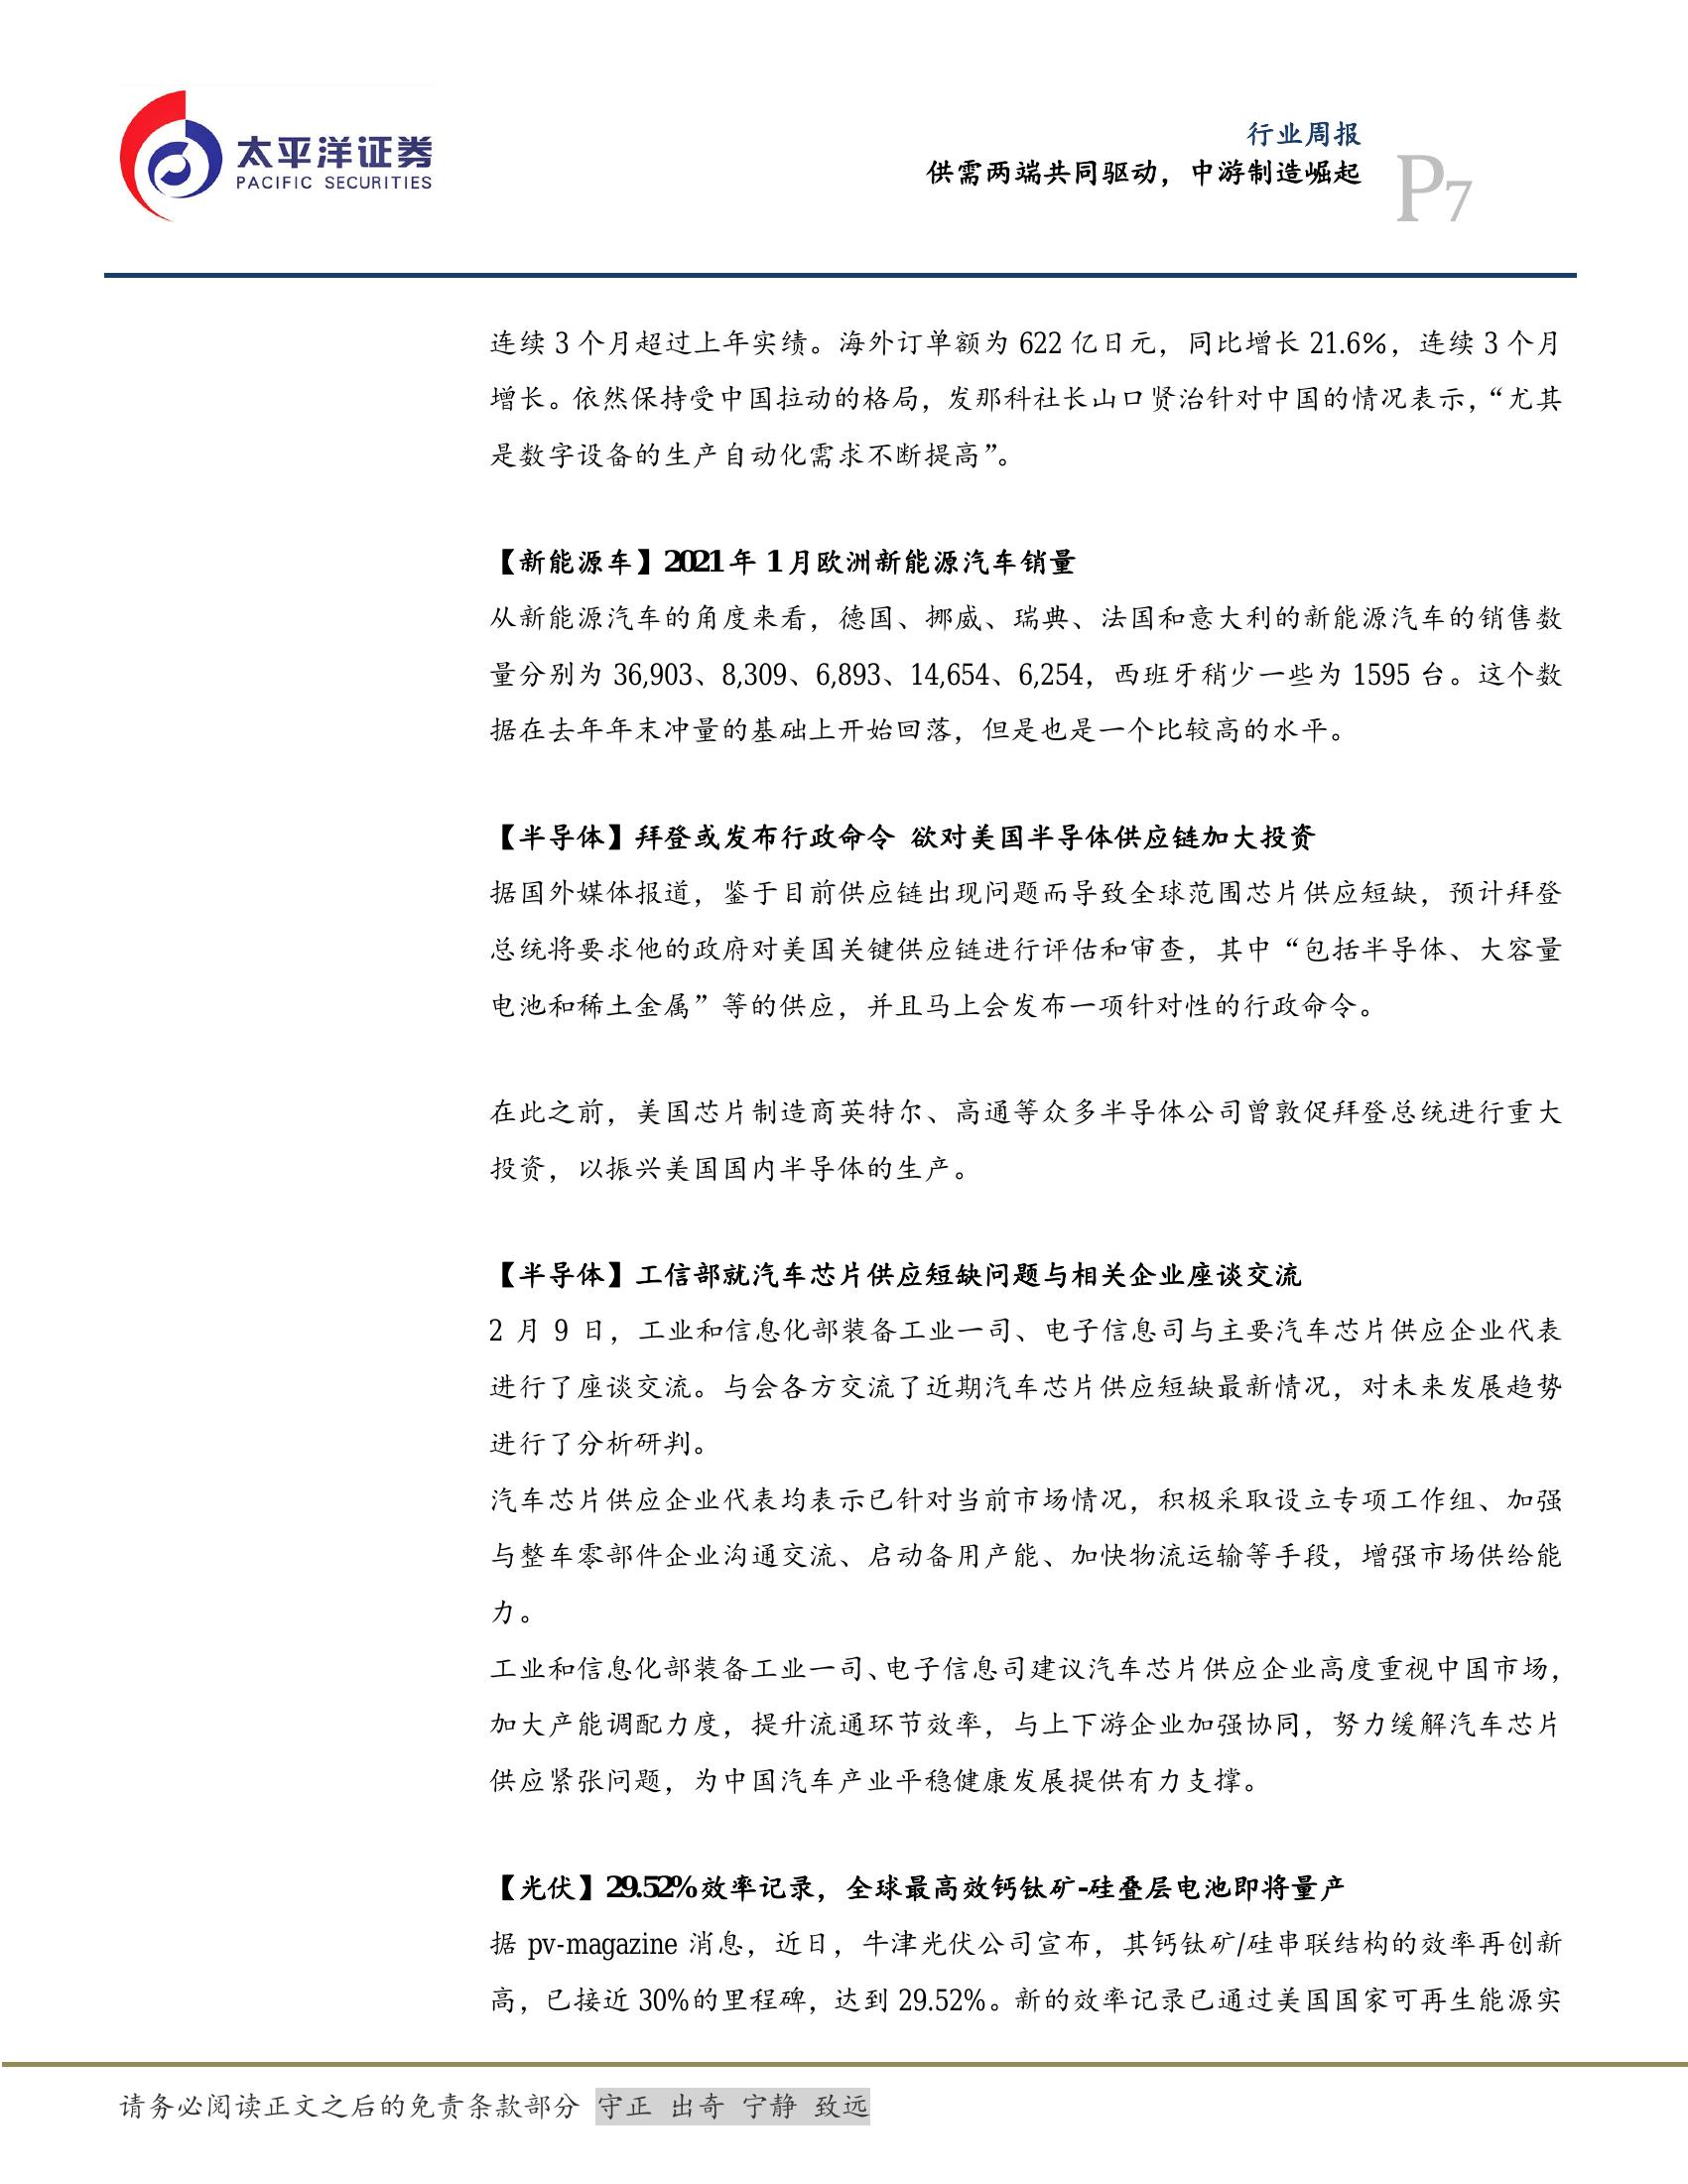 太平洋证券
PACIFIC SECURITIES
行业周报
供需两端共同驱动，中游制造崛起
P7
连续 3 个月超过上年实绩。海外订单额为 622 亿日元，同比增长 21.6%，连续 3 个月
增长。依然保持受中国拉动的格局，发那科社长山口贤治针对中国的情况表示，“尤其
是数字设备的生产自动化需求不断提高”。
【新能源车】2021 年 1 月欧洲新能源汽车销量
从新能源汽车的角度来看，德国、挪威、瑞典、法国和意大利的新能源汽车的销售数
量分别为 36,903、8,309、6,893、14,654、6,254，西班牙稍少一些为 1595 台。这个数
据在去年年末冲量的基础上开始回落，但是也是一个比较高的水平。
【半导体】拜登或发布行政命令 欲对美国半导体供应链加大投资
据国外媒体报道，鉴于目前供应链出现问题而导致全球范围芯片供应短缺，预计拜登
总统将要求他的政府对美国关键供应链进行评估和审查，其中“包括半导体、大容量
电池和稀土金属”等的供应，并且马上会发布一项针对性的行政命令。
在此之前，美国芯片制造商英特尔、高通等众多半导体公司曾敦促拜登总统进行重大
投资，以振兴美国国内半导体的生产。
【半导体】工信部就汽车芯片供应短缺问题与相关企业座谈交流
2 月 9 日，工业和信息化部装备工业一司、电子信息司与主要汽车芯片供应企业代表
进行了座谈交流。与会各方交流了近期汽车芯片供应短缺最新情况，对未来发展趋势
进行了分析研判。
汽车芯片供应企业代表均表示已针对当前市场情况，积极采取设立专项工作组、加强
与整车零部件企业沟通交流、启动备用产能、加快物流运输等手段，增强市场供给能
力。
工业和信息化部装备工业一司、电子信息司建议汽车芯片供应企业高度重视中国市场，
加大产能调配力度，提升流通环节效率，与上下游企业加强协同，努力缓解汽车芯片
供应紧张问题，为中国汽车产业平稳健康发展提供有力支撑。
【光伏】29.52%效率记录，全球最高效钙钛矿-硅叠层电池即将量产
据 pv-magazine 消息，近日，牛津光伏公司宣布，其钙钛矿/硅串联结构的效率再创新
高，已接近 30%的里程碑，达到 29.52%。新的效率记录已通过美国国家可再生能源实
请务必阅读正文之后的免责条款部分 守正 出奇 宁静 致远